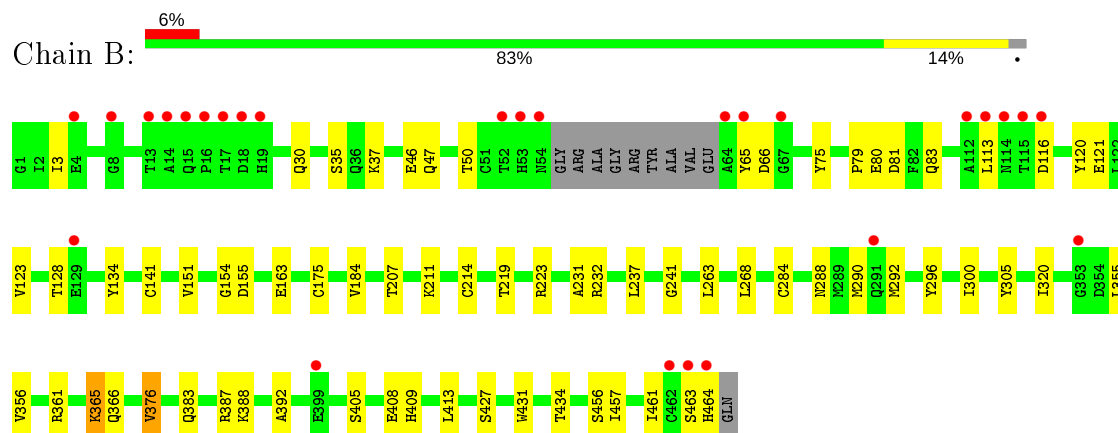 6%
Chain B:
83%
14%
G1 I2 I3 E4 G8 T13 A14 Q15 P16 T17 D18 H19 Q30 S35 Q36 K37 E46 Q47 T50 C51 T52 H53 N54 GLY ARG ALA GLY ARG TYR ALA VAL GLU A64 Y65 D66 G67 Y75 P79 E80 D81 F82 Q83 A112 L113 N114 T115 D116 Y120 E121 L122
V123 T128 E129 Y134 C141 V151 G154 D155 E163 C175 V184 T207 K211 C214 T219 R223 A231 R232 L237 G241 L263 L268 C284 N288 M289 M290 Q291 M292 Y296 I300 Y305 I320 G353 D354
V356 R361 K365 Q366 V376 Q383 R387 K388 A392 E399 S405 E408 H409 L413 S427 W431 T434 S456 I457 I461 C462 S463 H464 GLN